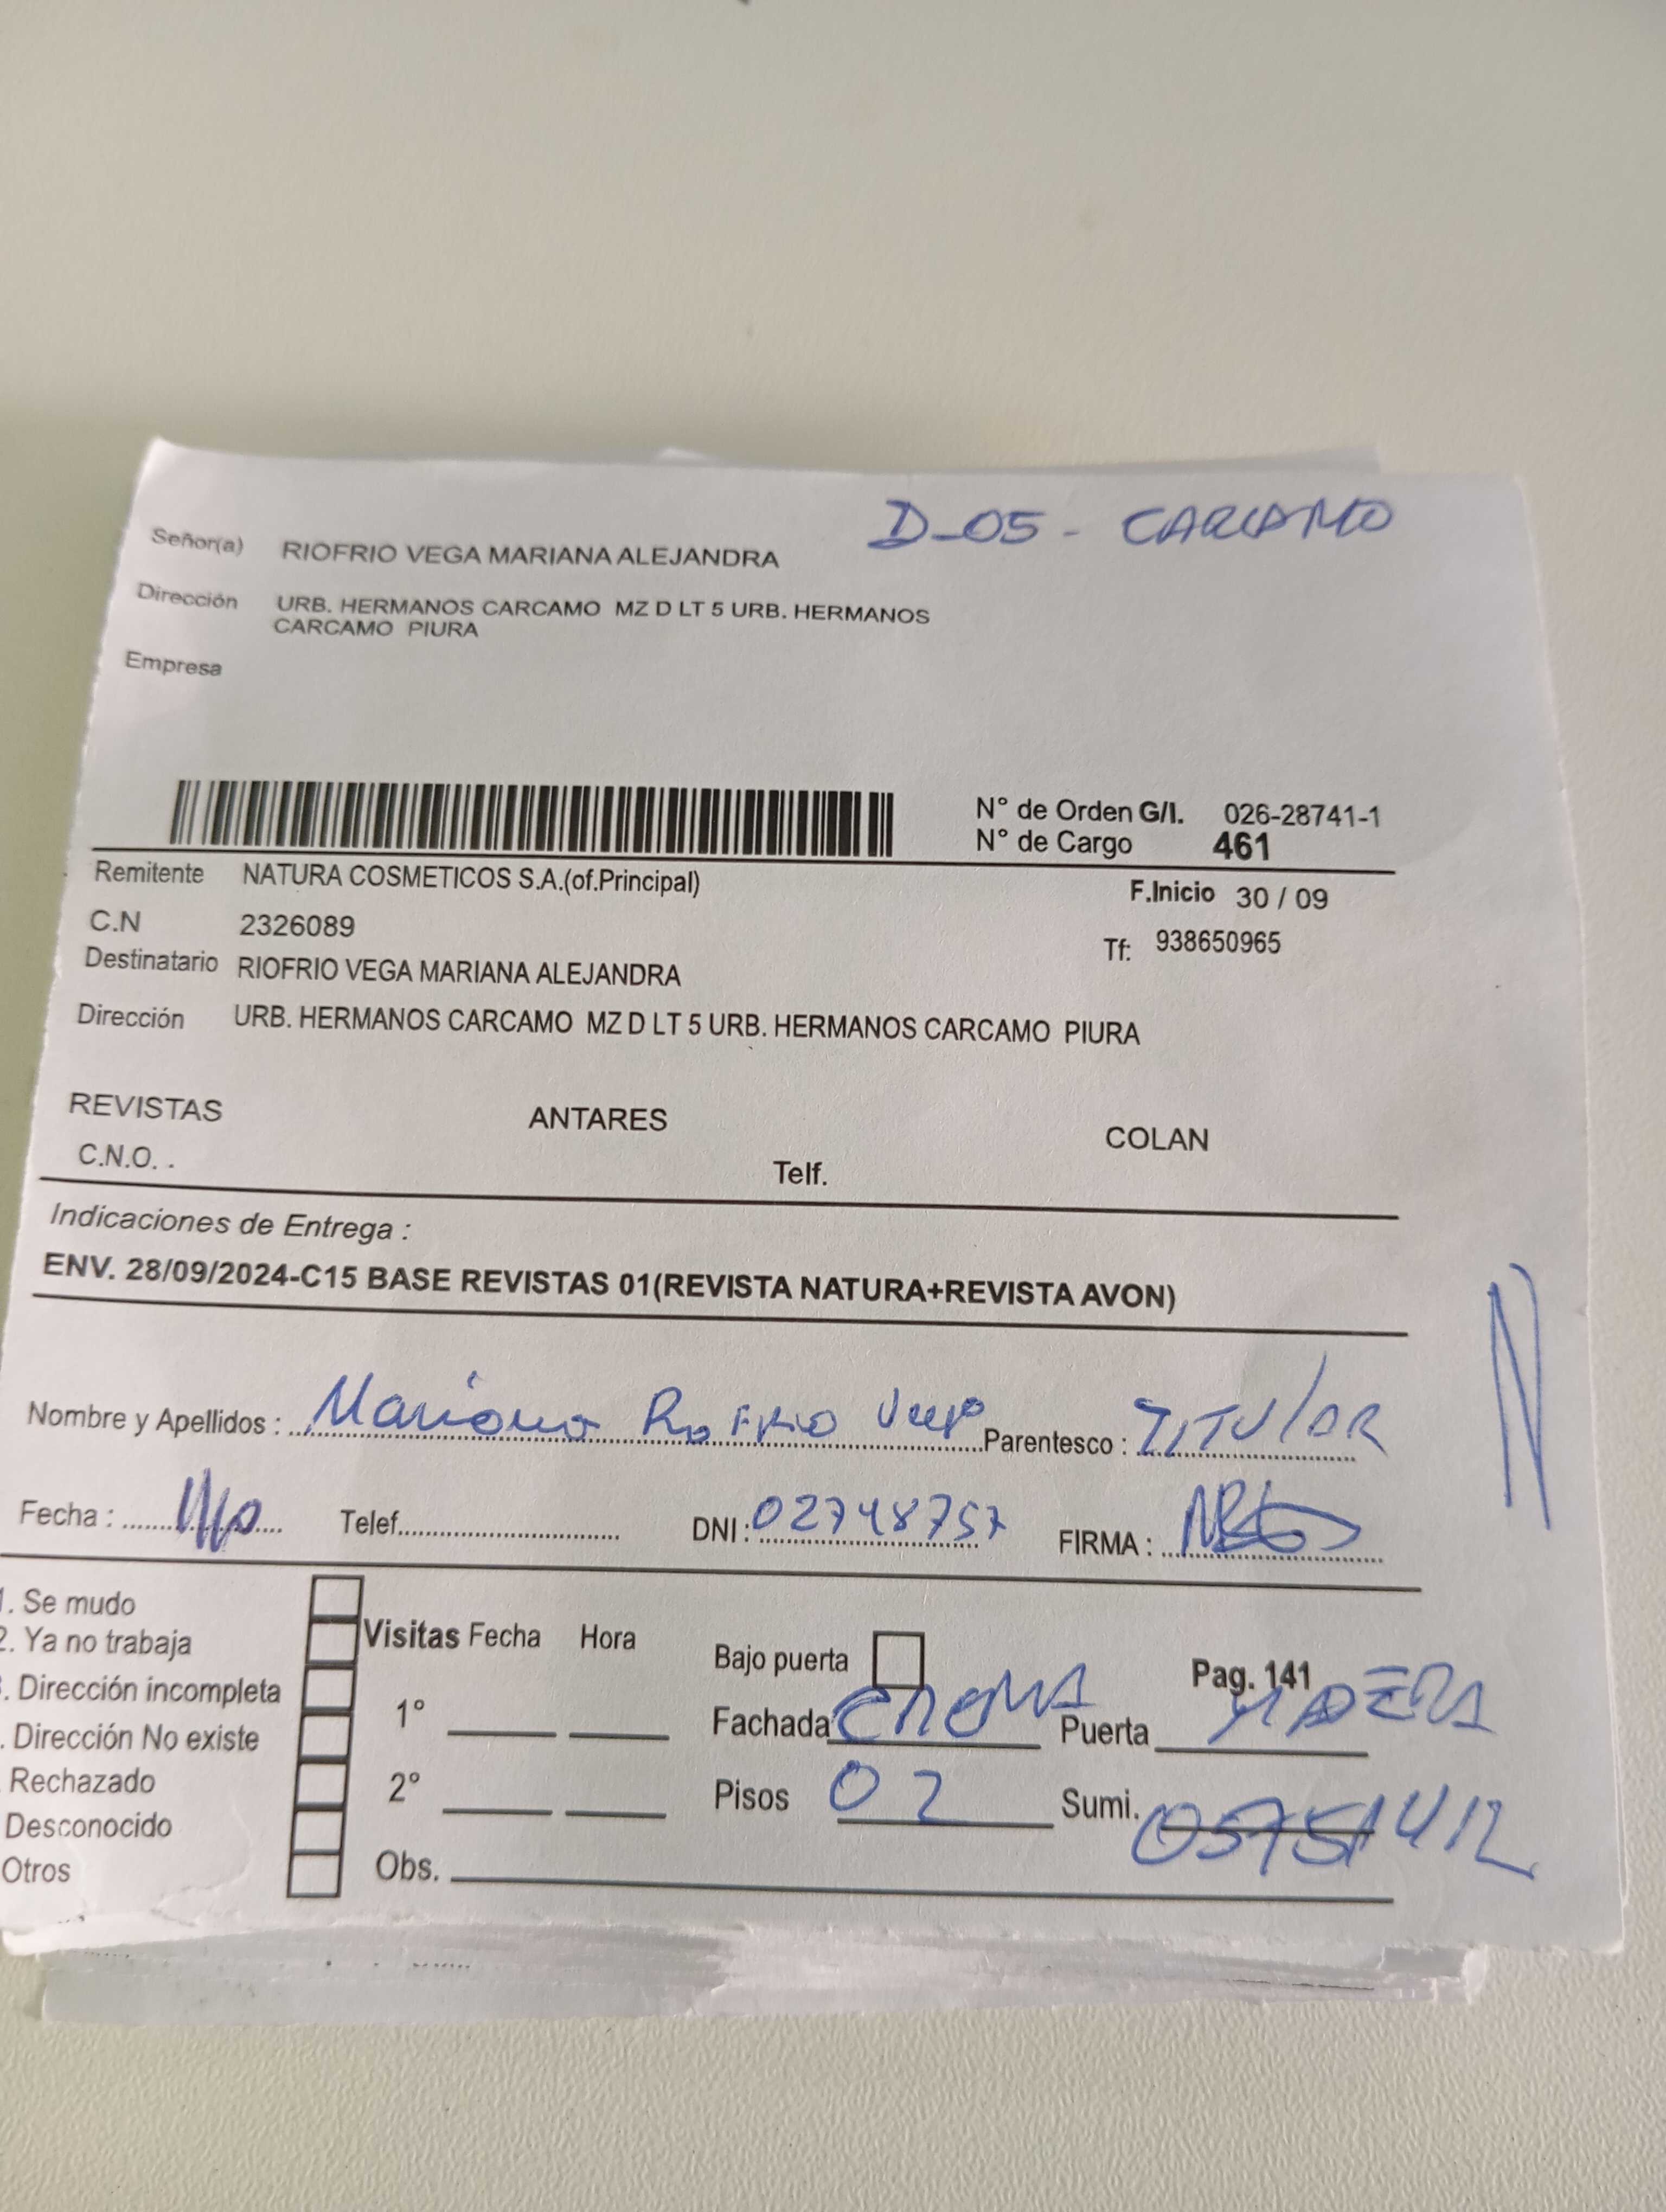 D-05 - CARCAMO
Señor(a) RIOFRIO VEGA MARIANA ALEJANDRA
Dirección URB. HERMANOS CARCAMO MZ D LT 5 URB. HERMANOS
CARCAMO PIURA
Empresa
N° de Orden G/I. 026-28741-1
N° de Cargo 461
Remitente NATURA COSMETICOS S.A.(of.Principal)
F.Inicio 30 / 09
C.N 2326089
Tf: 938650965
Destinatario RIOFRIO VEGA MARIANA ALEJANDRA
Dirección URB. HERMANOS CARCAMO MZ D LT 5 URB. HERMANOS CARCAMO PIURA
REVISTAS ANTARES COLAN
C.N.O. . Telf.
Indicaciones de Entrega :
ENV. 28/09/2024-C15 BASE REVISTAS 01(REVISTA NATURA+REVISTA AVON)
N
Nombre y Apellidos : Mariana Riofrio Vega Parentesco : TITULAR
Fecha : Telef. DNI : 02748757 FIRMA :
1. Se mudo
2. Ya no trabaja
. Dirección incompleta
. Dirección No existe
Rechazado
Desconocido
Otros
Visitas Fecha Hora
1°
2°
Obs.
Bajo puerta Pag. 141
Fachada CREMA Puerta MADERA
Pisos 02 Sumi.